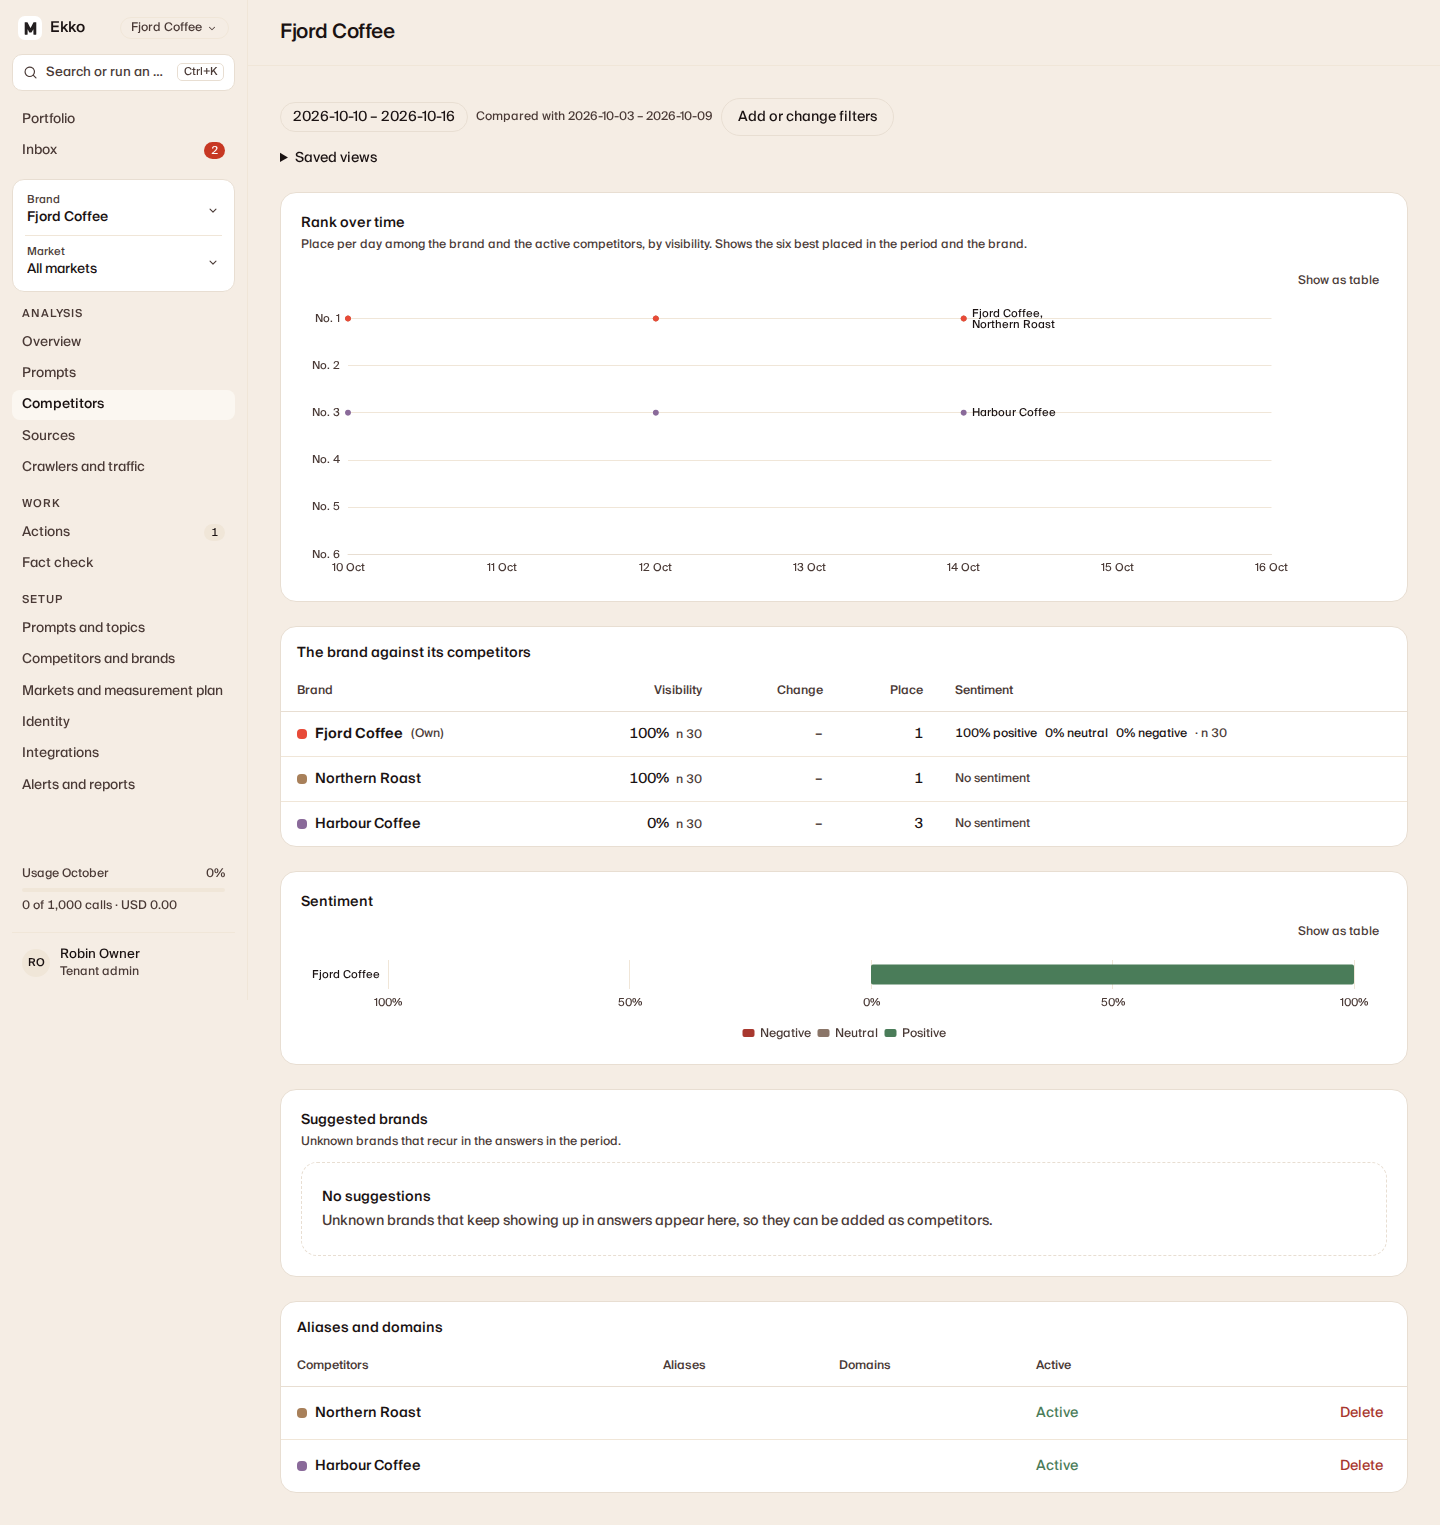 Ekko
Fjord Coffee
Search or run an ...
Ctrl+K
Portfolio
Inbox
2
Brand
Fjord Coffee
Market
All markets
ANALYSIS
Overview
Prompts
Competitors
Sources
Crawlers and traffic
WORK
Actions
1
Fact check
SETUP
Prompts and topics
Competitors and brands
Markets and measurement plan
Identity
Integrations
Alerts and reports
Usage October
0%
0 of 1,000 calls · USD 0.00
RO
Robin Owner
Tenant admin
Fjord Coffee
2026-10-10 – 2026-10-16
Compared with 2026-10-03 – 2026-10-09
Add or change filters
Saved views
Rank over time
Place per day among the brand and the active competitors, by visibility. Shows the six best placed in the period and the brand.
Show as table
No. 1
Fjord Coffee,
Northern Roast
No. 2
No. 3
Harbour Coffee
No. 4
No. 5
No. 6
10 Oct 11 Oct 12 Oct 13 Oct 14 Oct 15 Oct 16 Oct
The brand against its competitors
Brand Visibility Change Place Sentiment
Fjord Coffee (Own) 100% n 30 – 1 100% positive 0% neutral 0% negative · n 30
Northern Roast 100% n 30 – 1 No sentiment
Harbour Coffee 0% n 30 – 3 No sentiment
Sentiment
Show as table
Fjord Coffee
100% 50% 0% 50% 100%
Negative Neutral Positive
Suggested brands
Unknown brands that recur in the answers in the period.
No suggestions
Unknown brands that keep showing up in answers appear here, so they can be added as competitors.
Aliases and domains
Competitors Aliases Domains Active
Northern Roast Active Delete
Harbour Coffee Active Delete